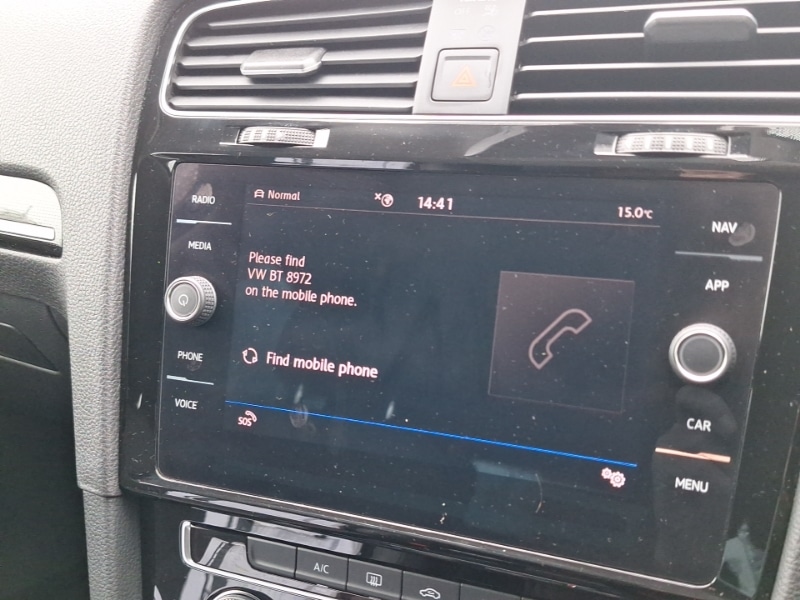 RADIO
MEDIA
PHONE
VOICE
Normal
14:41
15.0°C
Please find
VW BT 8972
on the mobile phone.
Find mobile phone
SOS
NAV
APP
CAR
MENU
A/C